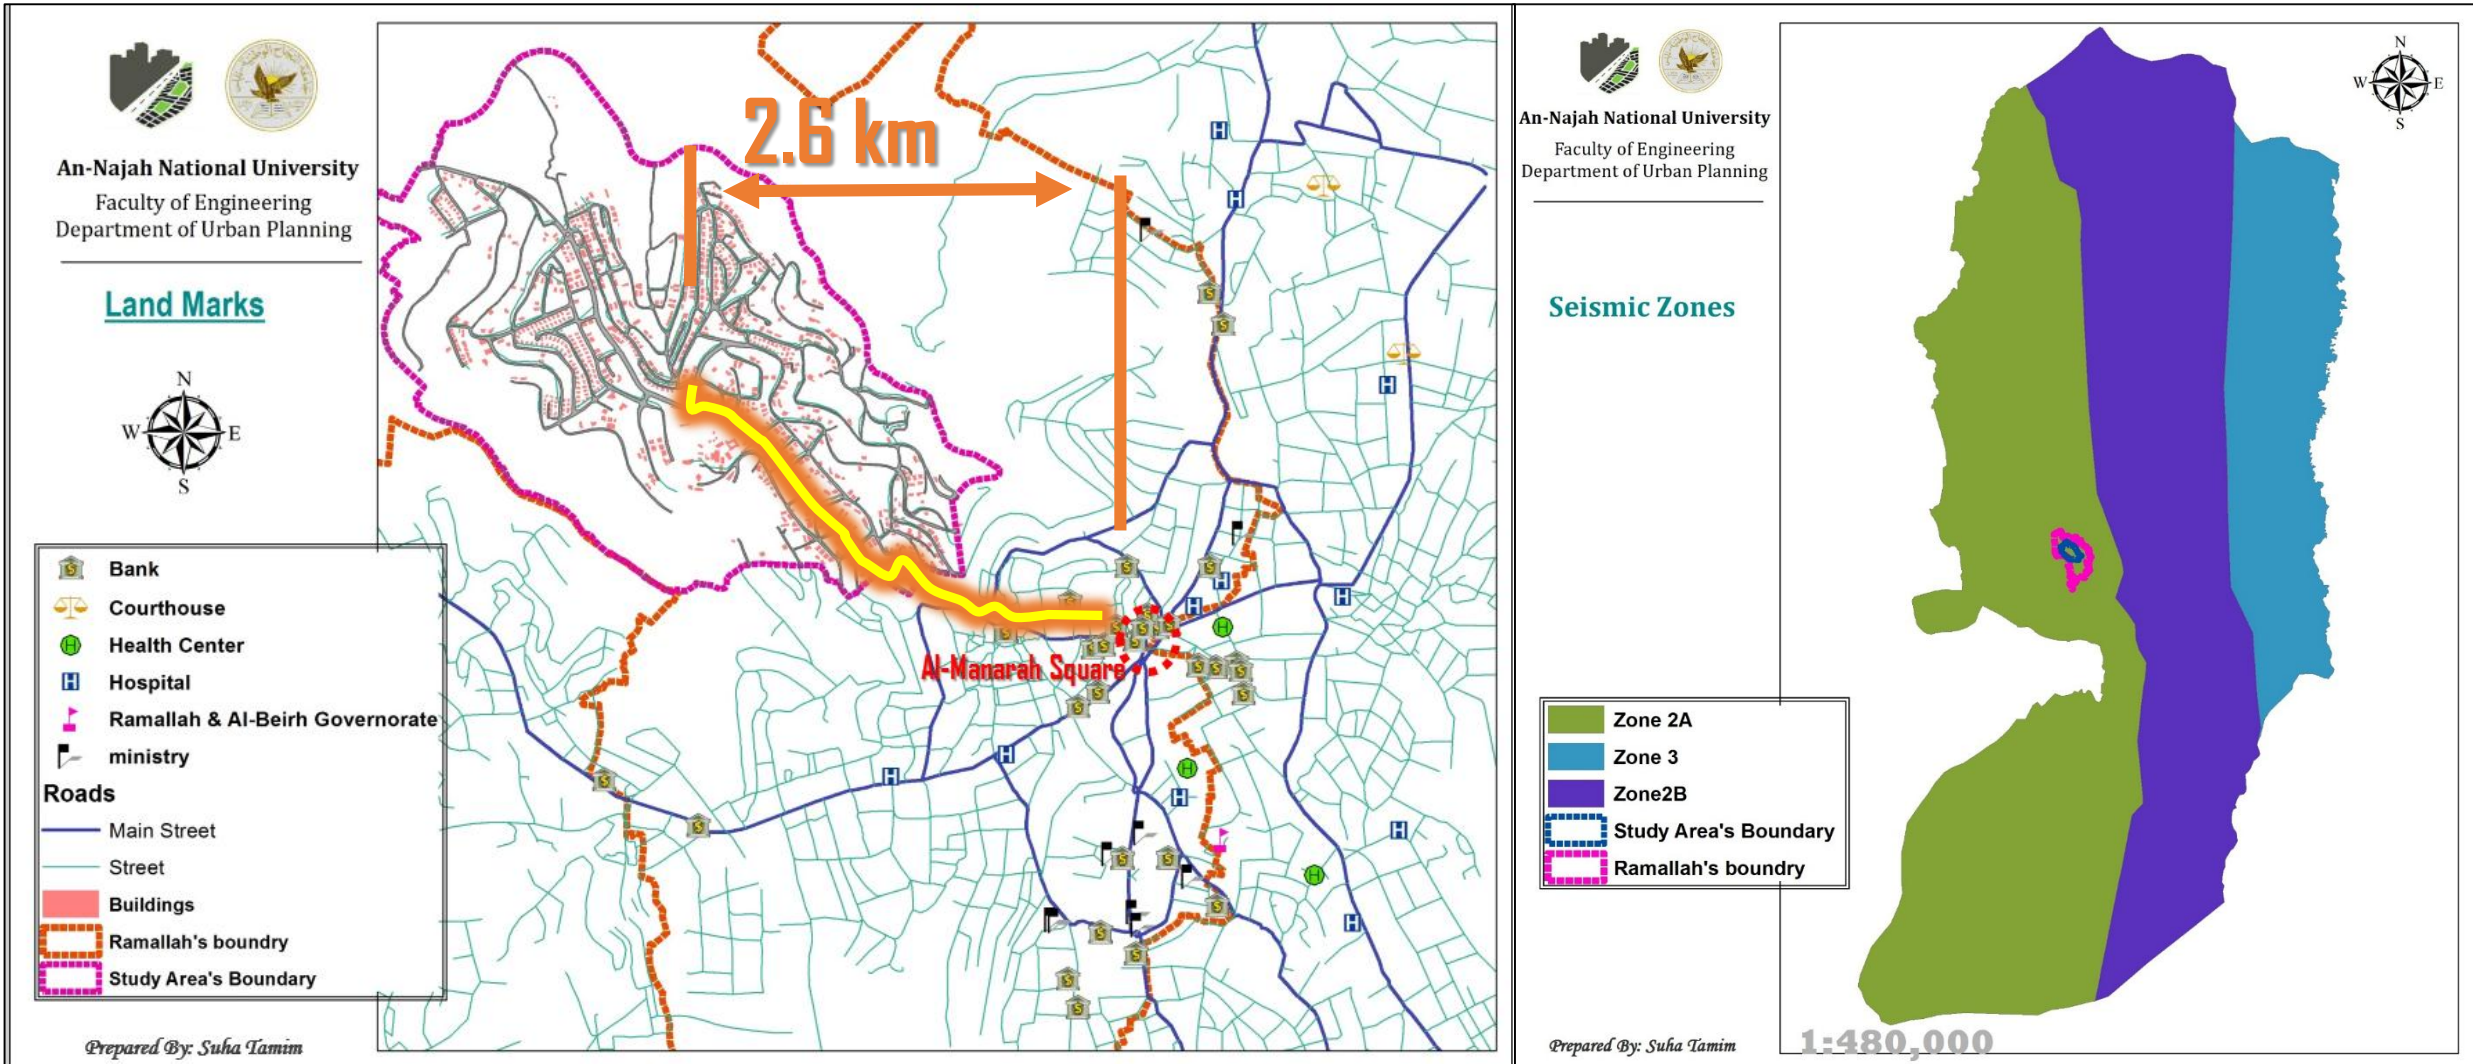 An-Najah National University
Faculty of Engineering
Department of Urban Planning
Land Marks
N
W
E
S
Bank
Courthouse
Health Center
Hospital
Ramallah & Al-Beirh Governorate
ministry
Roads
Main Street
Street
Buildings
Ramallah's boundry
Study Area's Boundary
Prepared By: Suha Tamim
2.6 km
Al-Manarah Square
An-Najah National University
Faculty of Engineering
Department of Urban Planning
Seismic Zones
N
W
E
S
Zone 2A
Zone 3
Zone2B
Study Area's Boundary
Ramallah's boundry
Prepared By: Suha Tamim
1:480,000